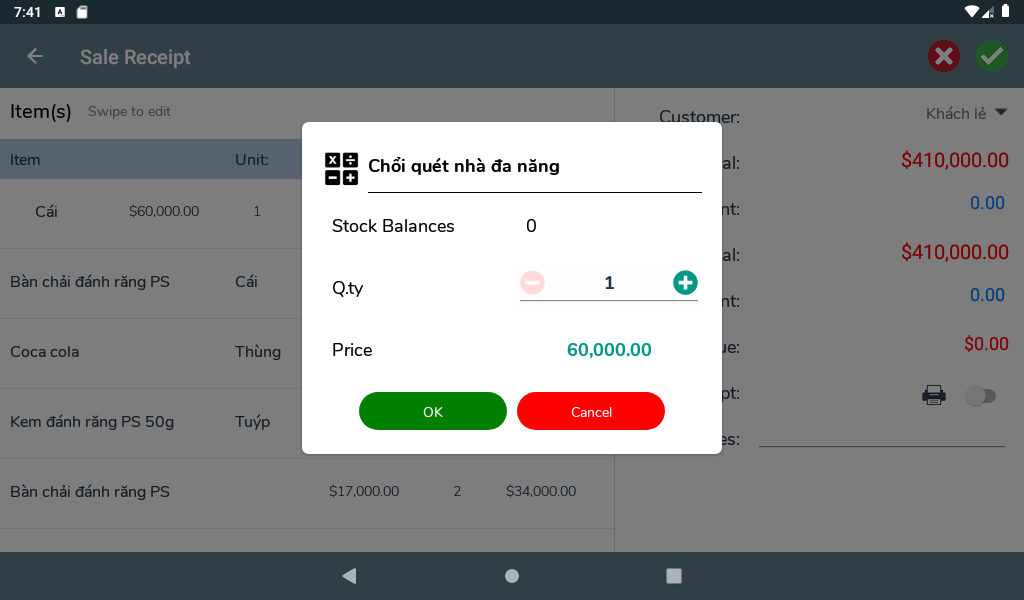 7:41
A
Sale Receipt
Item(s) Swipe to edit
Customer: Khách lẻ
Item Unit:
al: $410,000.00
Cái $60,000.00 1
nt: 0.00
al: $410,000.00
Bàn chải đánh răng PS Cái
nt: 0.00
Coca cola Thùng
ue: $0.00
pt:
Kem đánh răng PS 50g Tuýp
es:
Bàn chải đánh răng PS $17,000.00 2 $34,000.00
Chổi quét nhà đa năng
Stock Balances 0
Q.ty 1
Price 60,000.00
OK Cancel